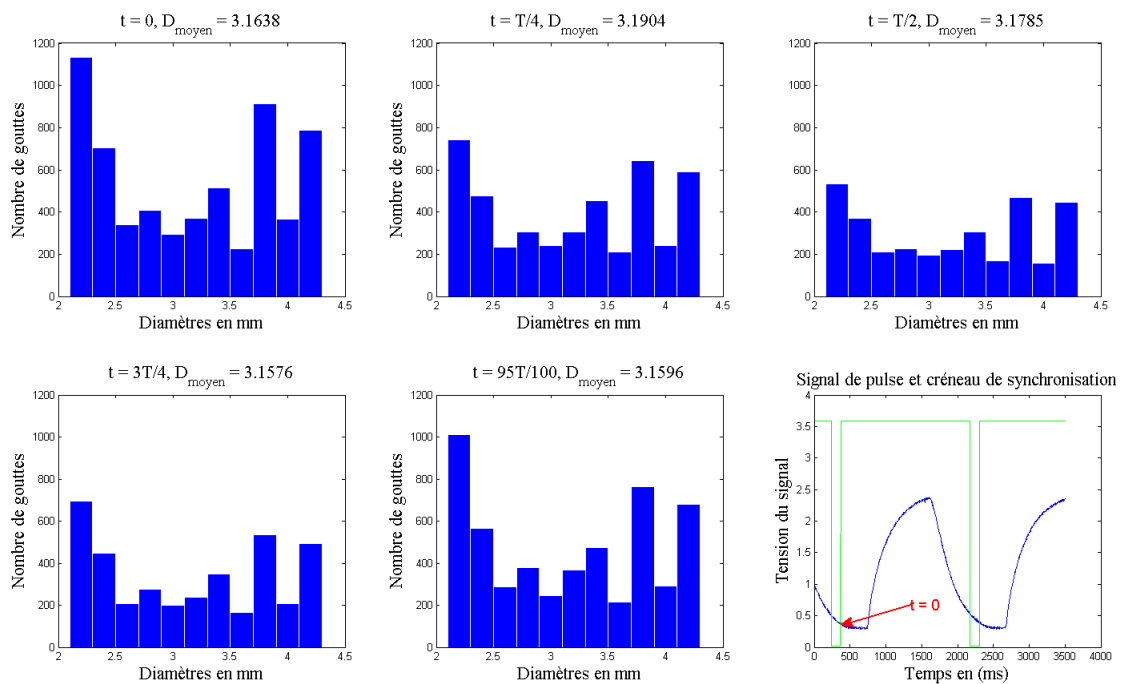 t = 0, D_moyen = 3.1638
Nombre de gouttes
1200
1000
800
600
400
200
0
2 2.5 3 3.5 4 4.5
Diamètres en mm
t = T/4, D_moyen = 3.1904
Nombre de gouttes
1200
1000
800
600
400
200
0
2 2.5 3 3.5 4 4.5
Diamètres en mm
t = T/2, D_moyen = 3.1785
1200
1000
800
600
400
200
0
2 2.5 3 3.5 4 4.5
Diamètres en mm
t = 3T/4, D_moyen = 3.1576
Nombre de gouttes
1200
1000
800
600
400
200
0
2 2.5 3 3.5 4 4.5
Diamètres en mm
t = 95T/100, D_moyen = 3.1596
Nombre de gouttes
1200
1000
800
600
400
200
0
2 2.5 3 3.5 4 4.5
Diamètres en mm
Signal de pulse et créneau de synchronisation
Tension du signal
4
3.5
3
2.5
2
1.5
1
0.5
0
t = 0
0 500 1000 1500 2000 2500 3000 3500 4000
Temps en (ms)